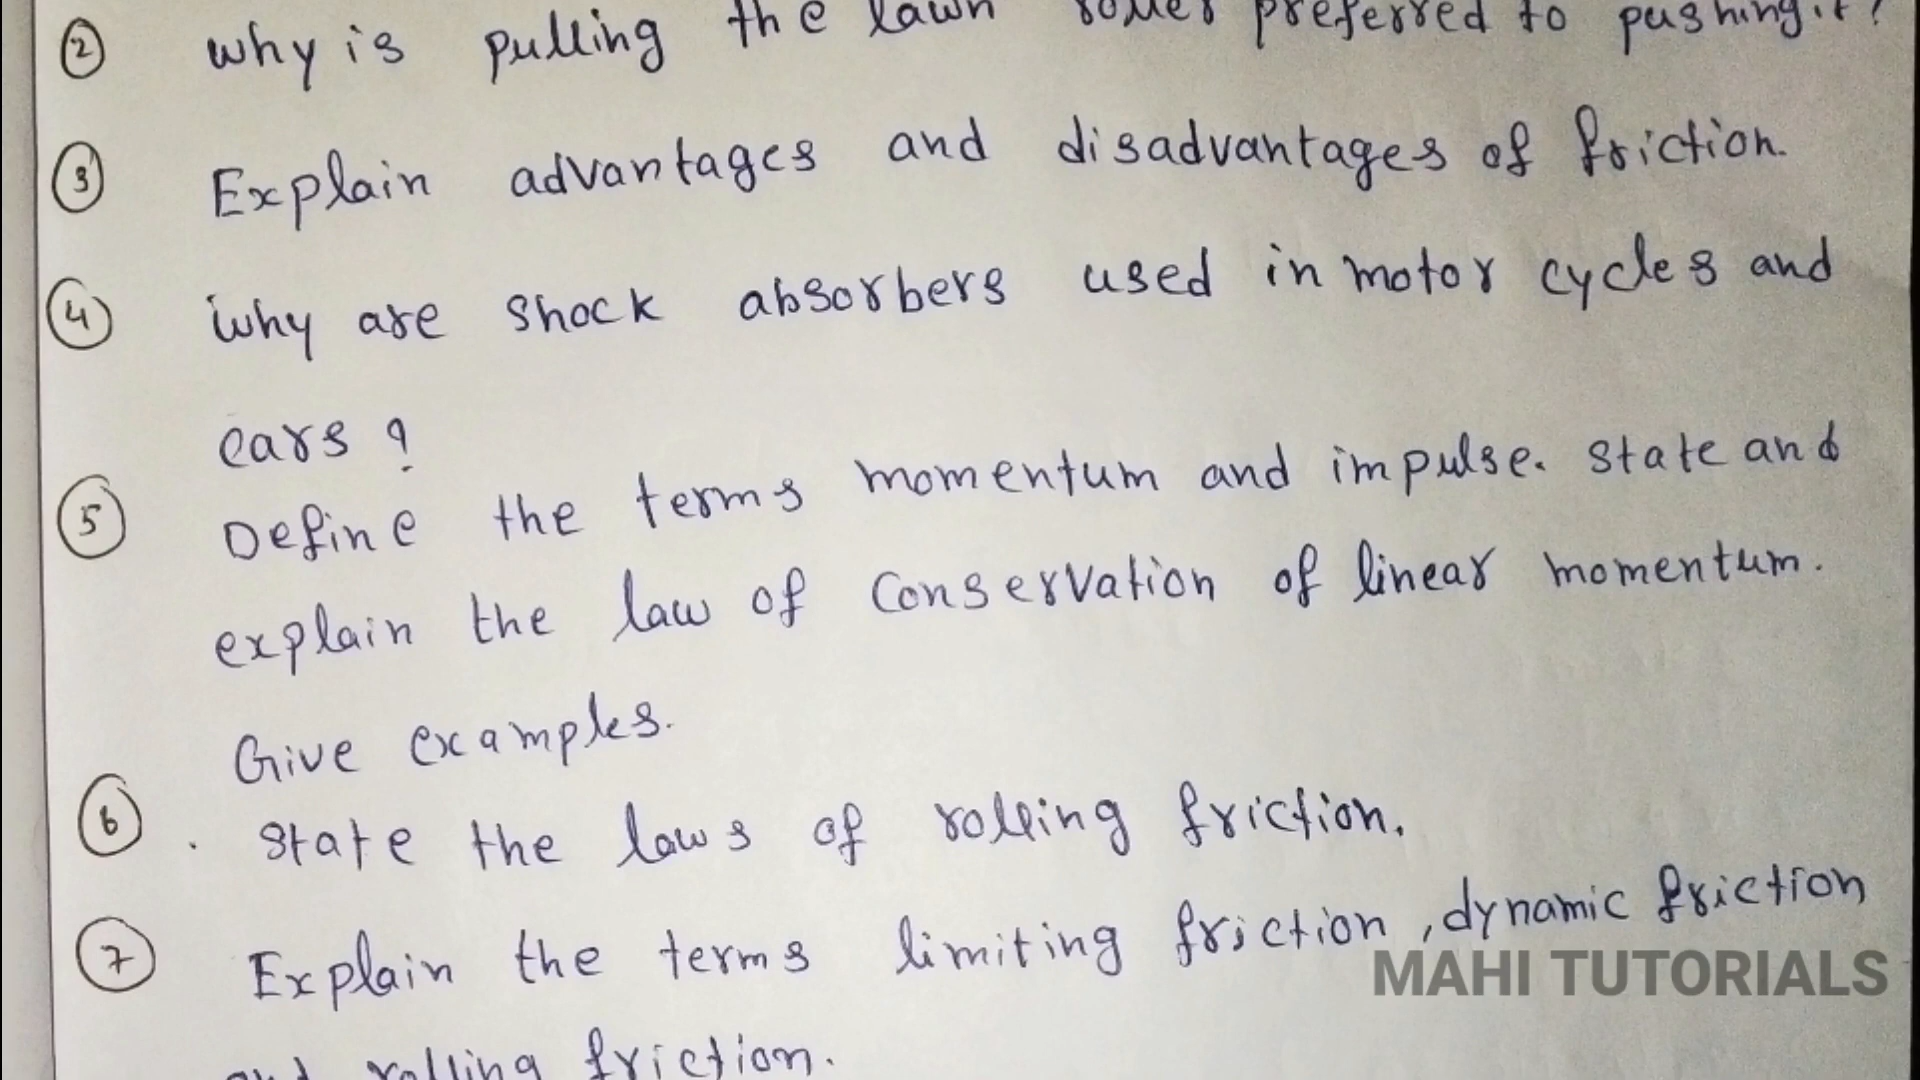 ② why is pulling the lawn roller preferred to pushing it?
③ Explain advantages and disadvantages of friction.
④ why are shock absorbers used in motor cycles and
cars?
⑤ Define the terms momentum and impulse. state and
explain the law of conservation of linear momentum.
Give examples.
⑥ State the laws of rolling friction.
⑦ Explain the terms limiting friction, dynamic friction
MAHI TUTORIALS
and rolling friction.